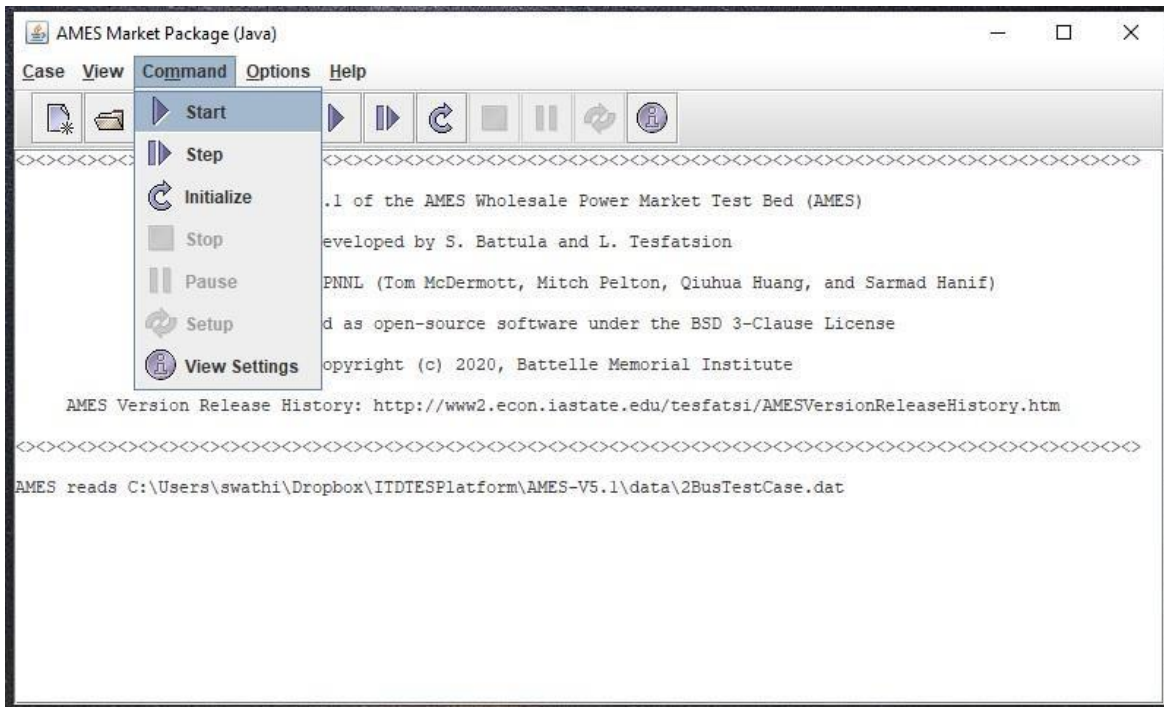 AMES Market Package (Java)
Case View Command Options Help
Start
Step
Initialize
Stop
Pause
Setup
View Settings
<><><><><><> <><><><><><><><><><><><><><><><><><><><><><><><><><><><><><><><><><><><><><><><>
.1 of the AMES Wholesale Power Market Test Bed (AMES)
eveloped by S. Battula and L. Tesfatsion
PNNL (Tom McDermott, Mitch Pelton, Qiuhua Huang, and Sarmad Hanif)
d as open-source software under the BSD 3-Clause License
opyright (c) 2020, Battelle Memorial Institute
AMES Version Release History: http://www2.econ.iastate.edu/tesfatsi/AMESVersionReleaseHistory.htm
<><><><><><><><><><><><><><><><><><><><><><><><><><><><><><><><><><><><><><><><><><><><><><><><><><><><><><><>
AMES reads C:\Users\swathi\Dropbox\ITDTESPlatform\AMES-V5.1\data\2BusTestCase.dat